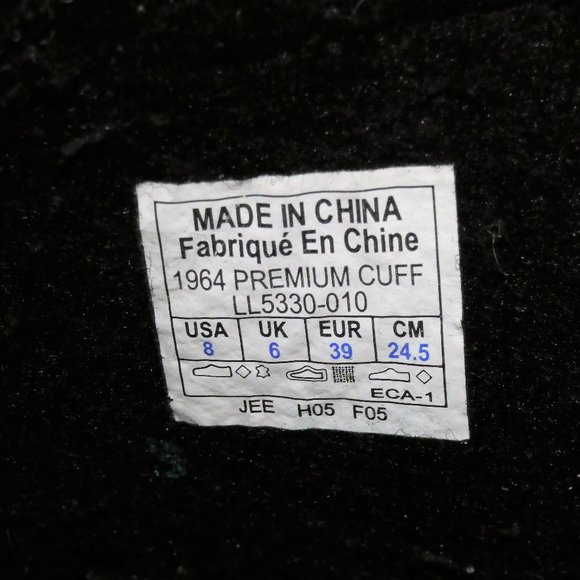 MADE IN CHINA
Fabriqué En Chine
1964 PREMIUM CUFF
LL5330-010
USA UK EUR CM
8 6 39 24.5
ECA-1
JEE H05 F05